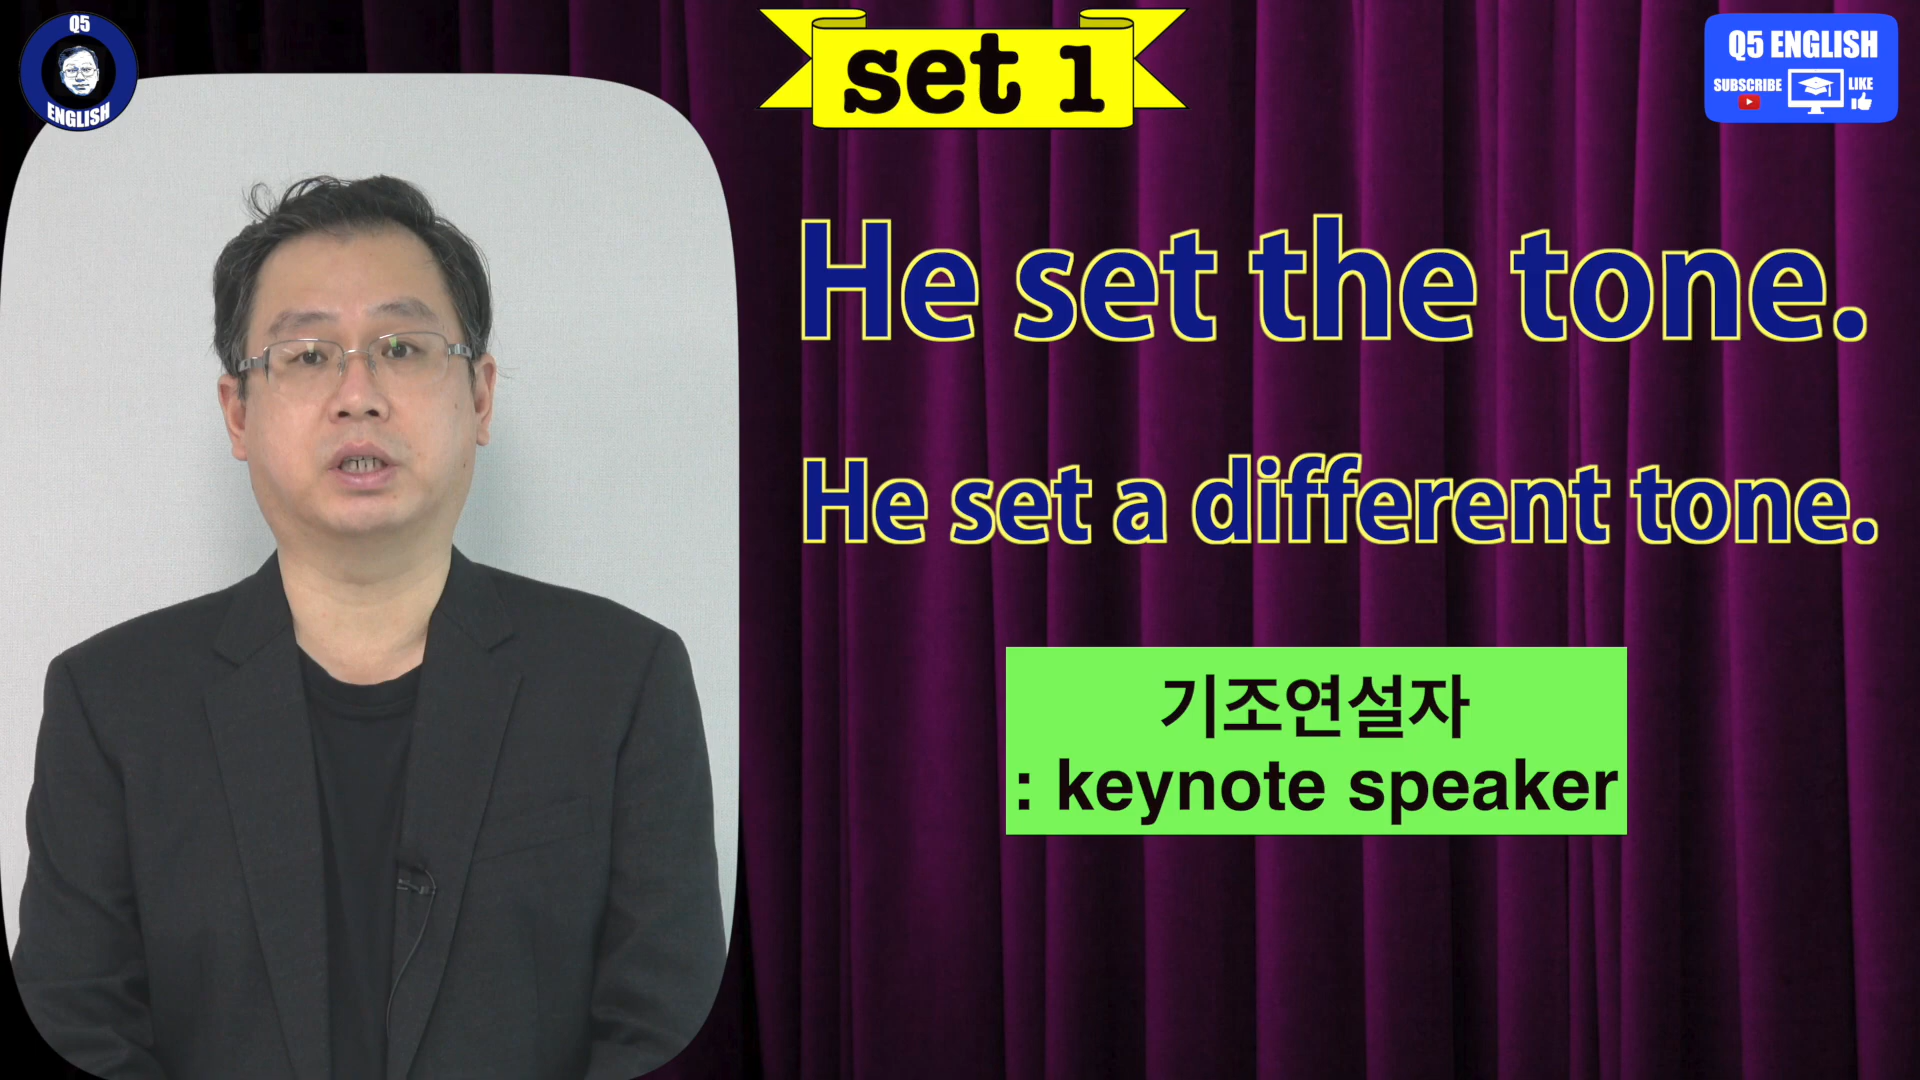 Q5
ENGLISH
set 1
Q5 ENGLISH
SUBSCRIBE
LIKE
He set the tone.
He set a different tone.
기조연설자
: keynote speaker